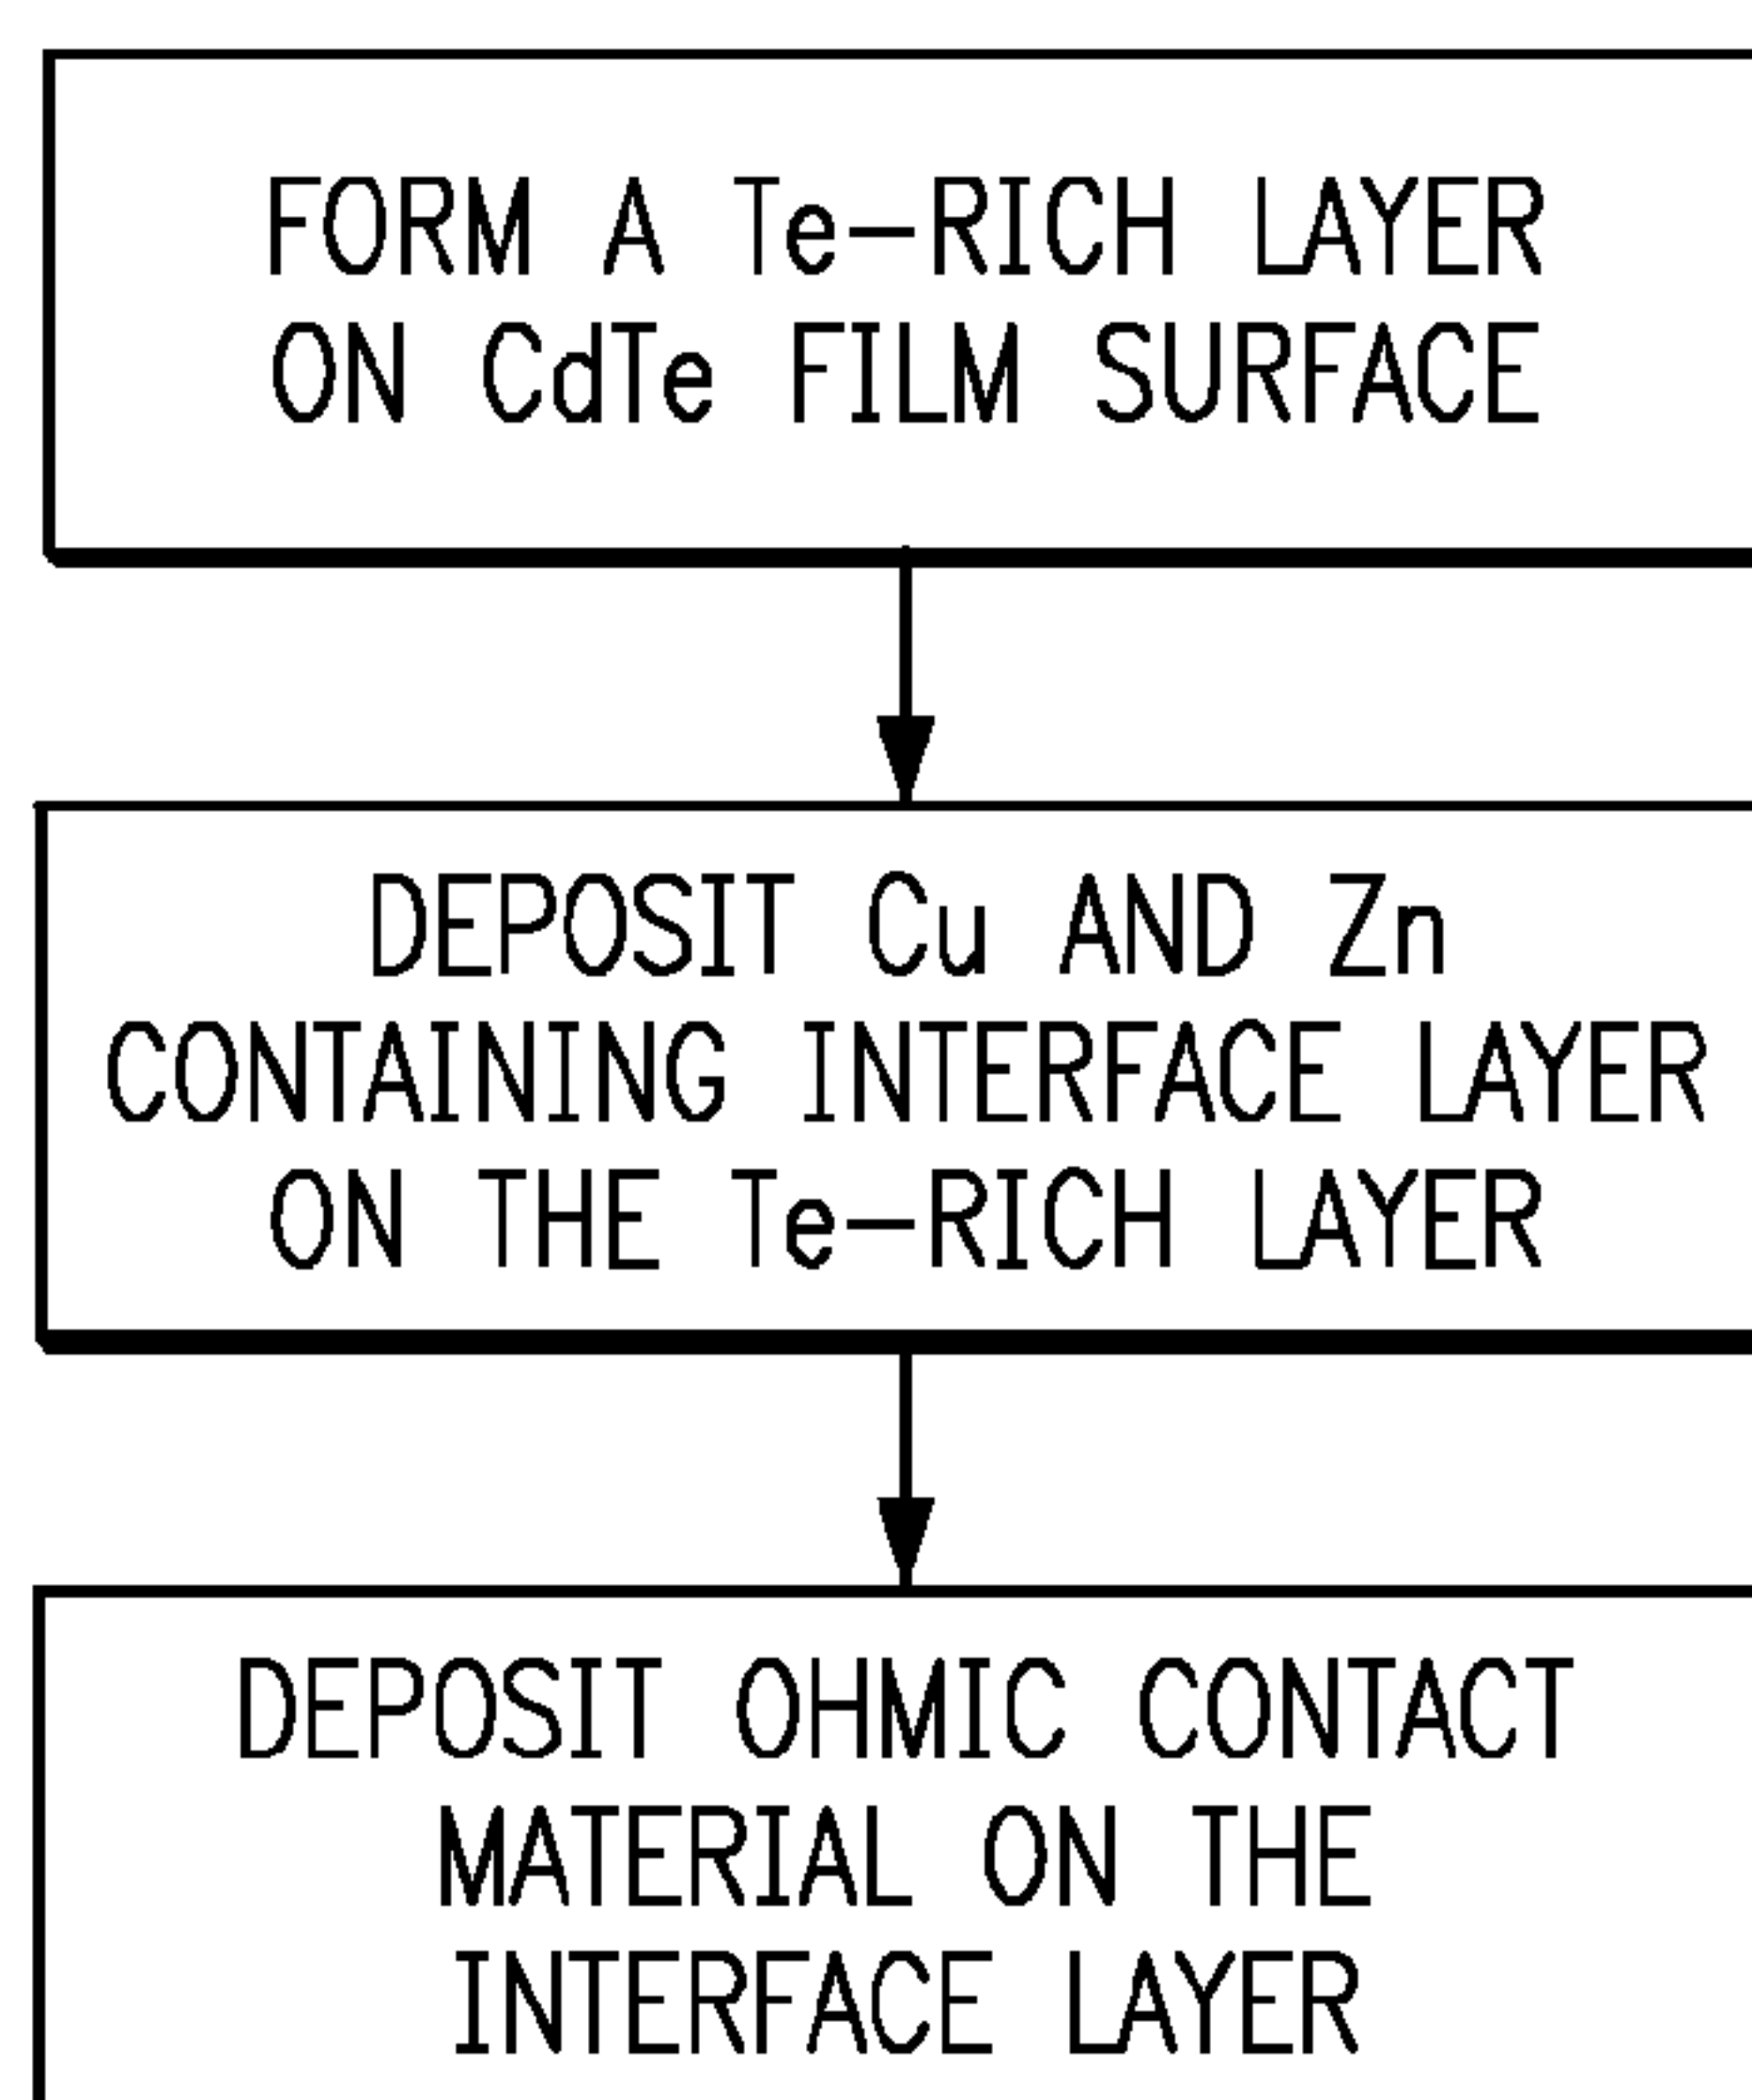 FORM A Te-RICH LAYER
ON CdTe FILM SURFACE
DEPOSIT Cu AND Zn
CONTAINING INTERFACE LAYER
ON THE Te-RICH LAYER
DEPOSIT OHMIC CONTACT
MATERIAL ON THE
INTERFACE LAYER